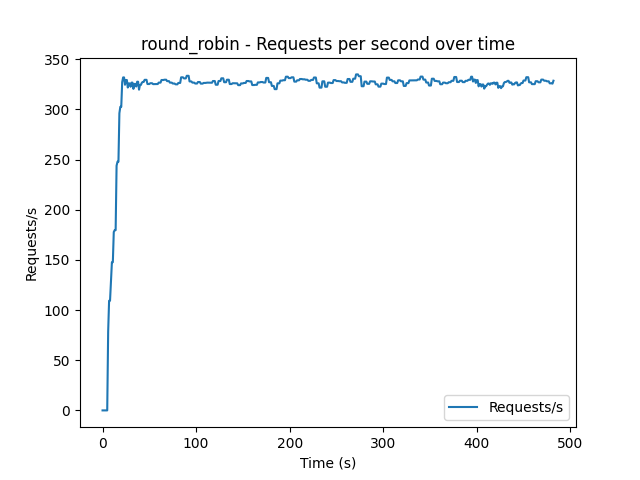 round_robin - Requests per second over time
350
300
250
200
150
100
50
0
Requests/s
Requests/s
0 100 200 300 400 500
Time (s)